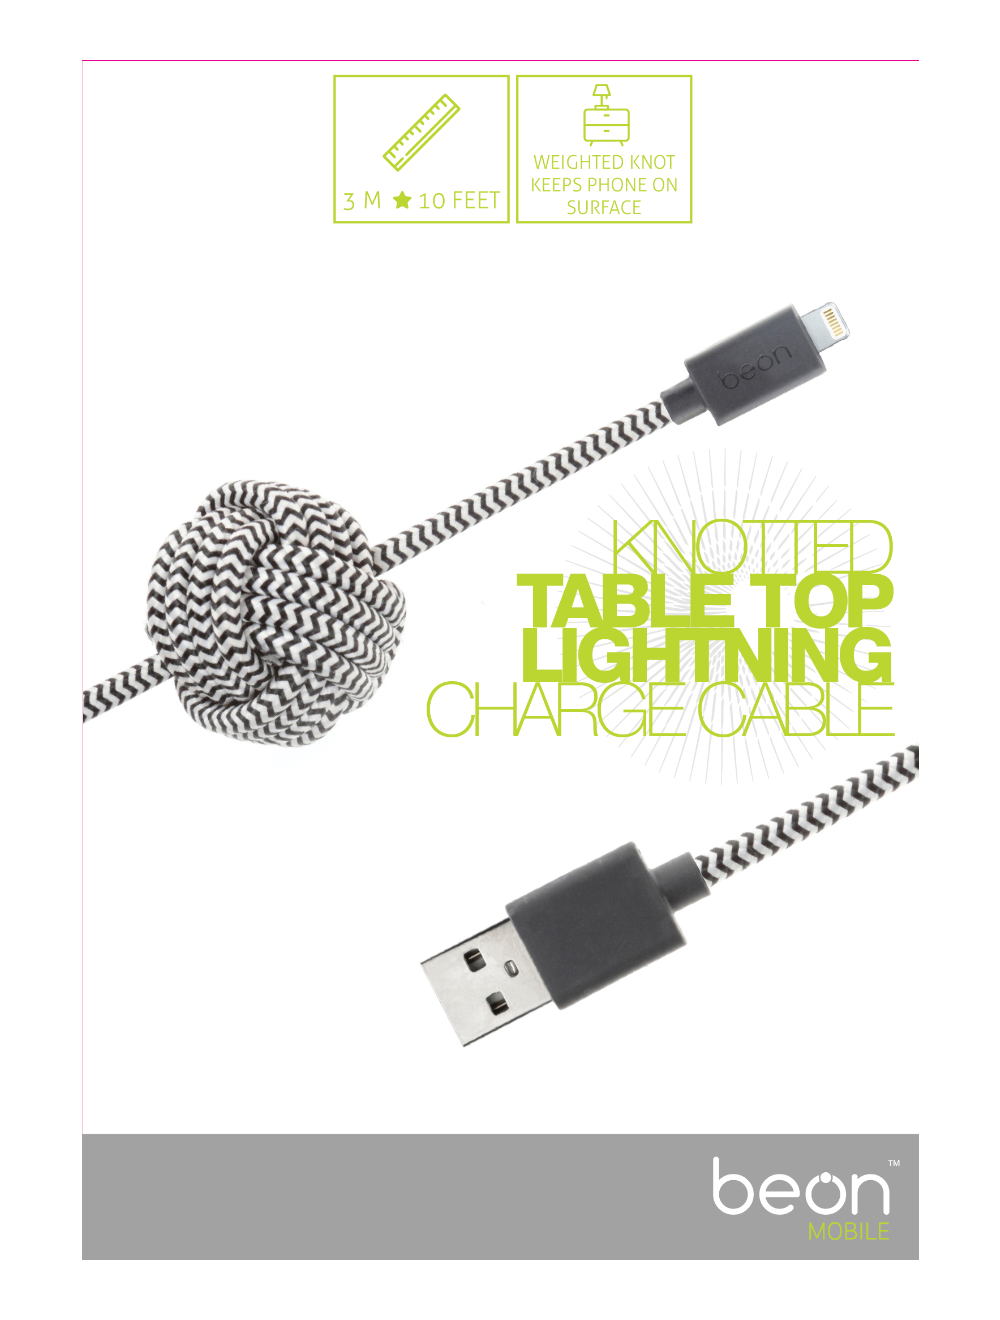 3 M ★ 10 FEET
WEIGHTED KNOT
KEEPS PHONE ON
SURFACE
beon
KNOTTED
TABLE TOP
LIGHTNING
CHARGE CABLE
beon™
MOBILE